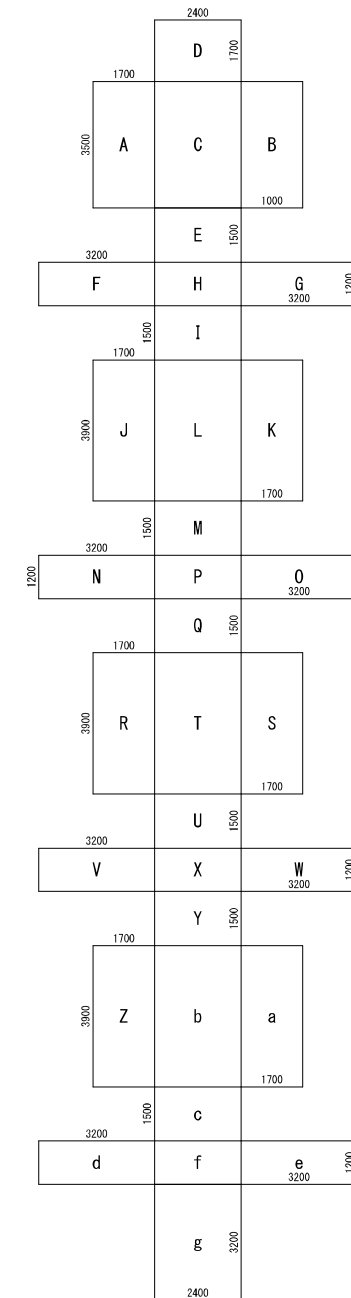 2400
D 1700
1700
3500 A C B
1000
E 1500
3200
F H G 1200
3200
1500 I
1700
3900 J L K
1700
1500 M
3200
1200 N P O
3200
Q 1500
1700
3900 R T S
1700
U 1500
3200
V X W 1200
3200
Y 1500
1700
3900 Z b a
1700
1500 c
3200
d f e 1200
3200
g 3200
2400